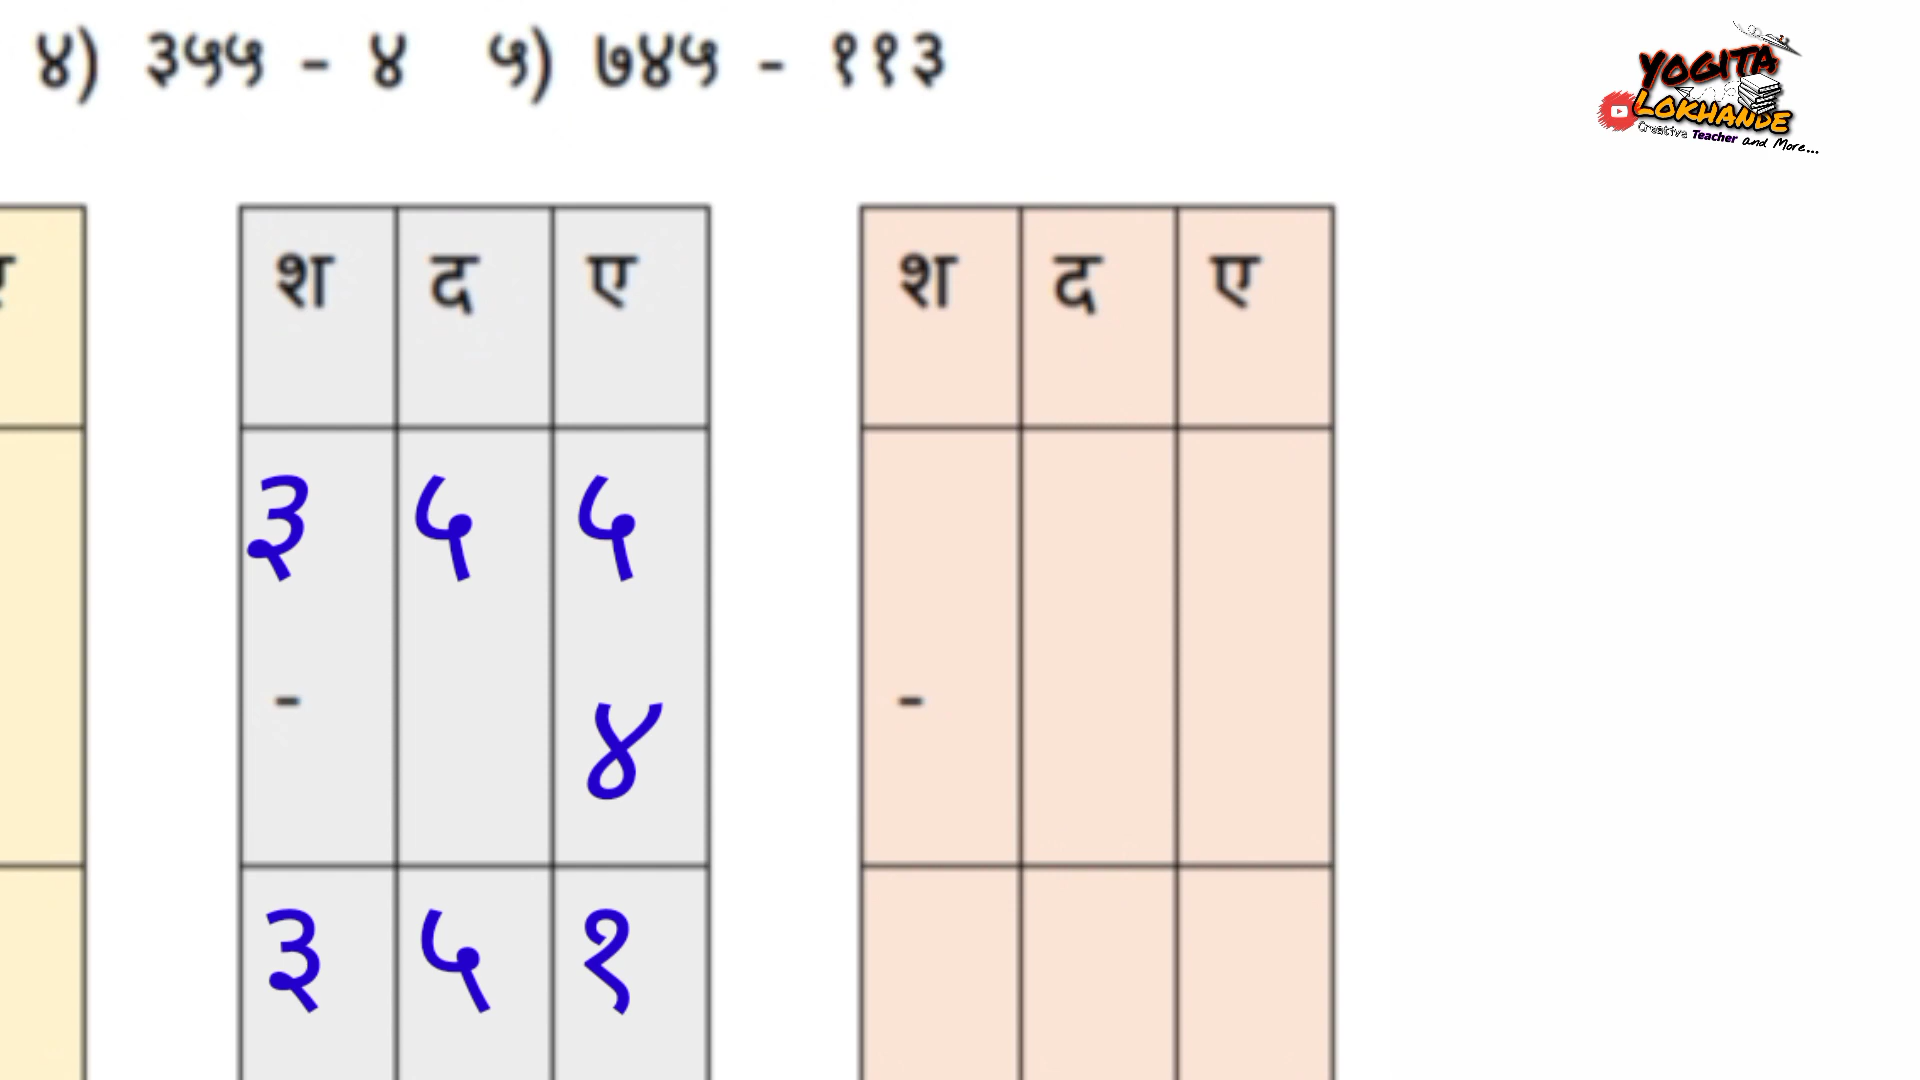 ४) ३५५ - ४ ५) ७४५ - ११३
YOGITA
LOKHANDE
Creative Teacher and More...
श द ए श द ए
३ ५ ५
- ४ -
३ ५ १